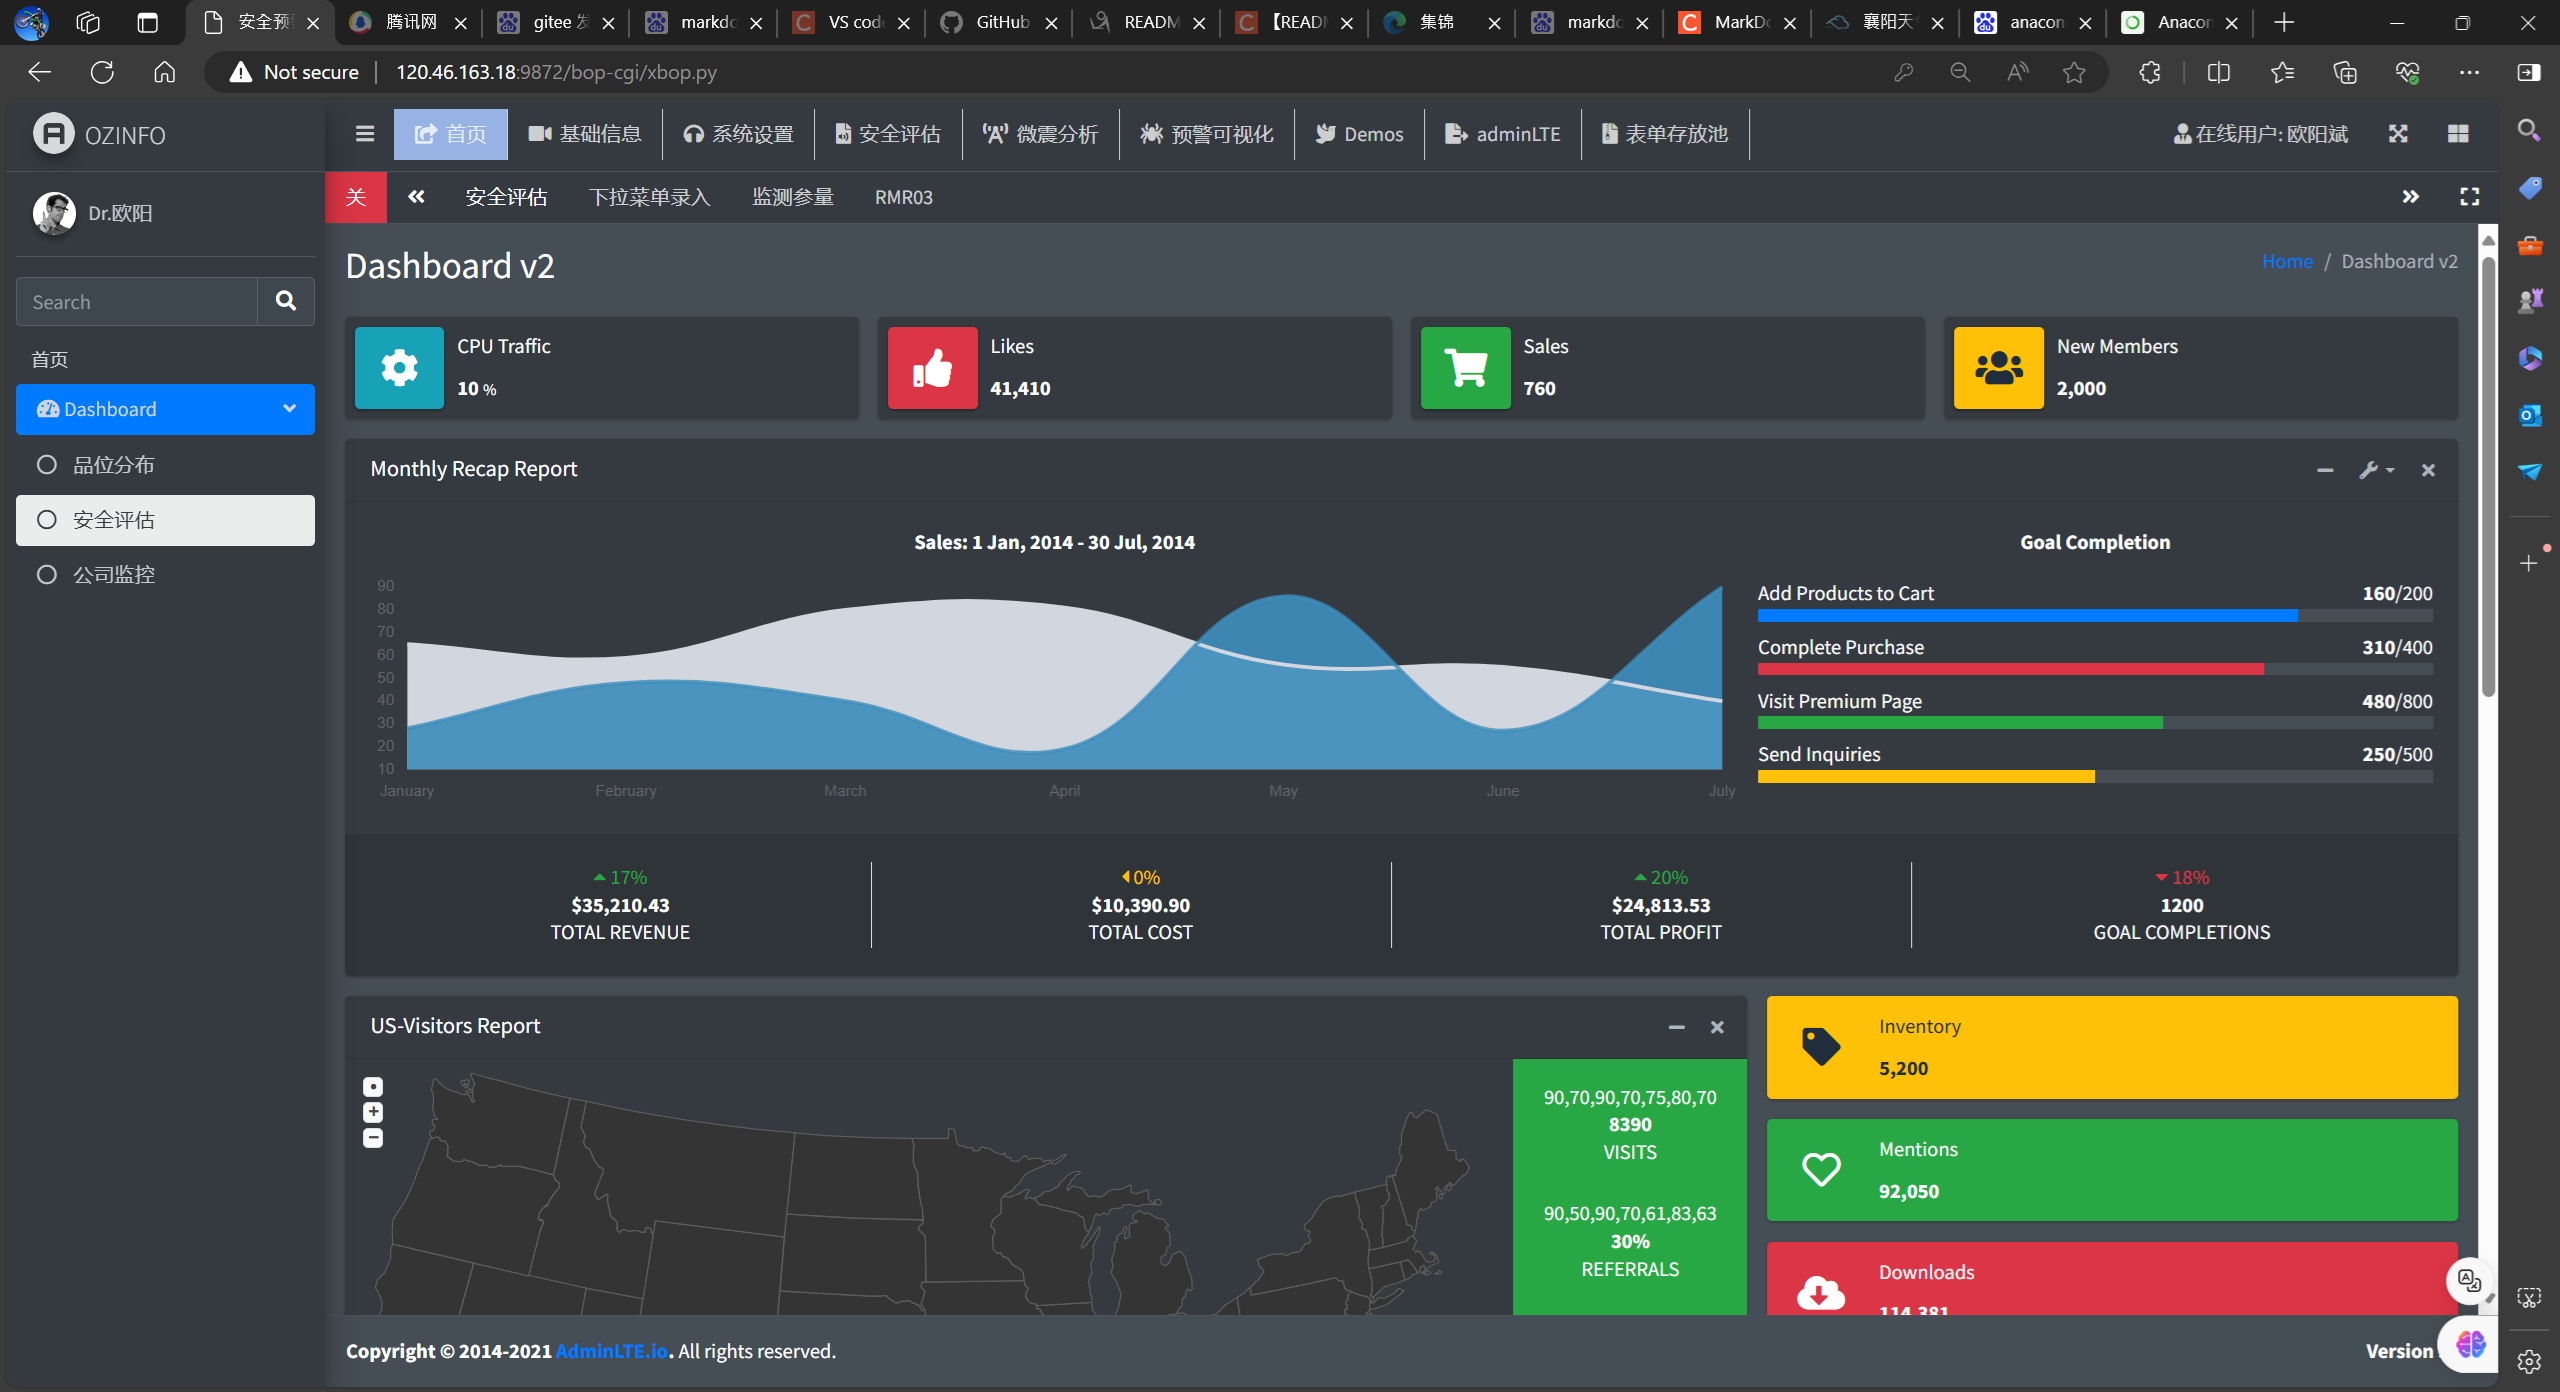 安全预
腾讯网
gitee 发
markdo
VS cod
GitHub
READM
【READ
集锦
markdo
MarkDo
襄阳天
anacon
Anacon
Not secure
120.46.163.18:9872/bop-cgi/xbop.py
OZINFO
首页
基础信息
系统设置
安全评估
微震分析
预警可视化
Demos
adminLTE
表单存放池
在线用户: 欧阳斌
关
安全评估
下拉菜单录入
监测参量
RMR03
Dr.欧阳
Search
首页
Dashboard
品位分布
安全评估
公司监控
Dashboard v2
Home / Dashboard v2
CPU Traffic
10 %
Likes
41,410
Sales
760
New Members
2,000
Monthly Recap Report
Sales: 1 Jan, 2014 - 30 Jul, 2014
90
80
70
60
50
40
30
20
10
January
February
March
April
May
June
July
Goal Completion
Add Products to Cart 160/200
Complete Purchase 310/400
Visit Premium Page 480/800
Send Inquiries 250/500
17%
$35,210.43
TOTAL REVENUE
0%
$10,390.90
TOTAL COST
20%
$24,813.53
TOTAL PROFIT
18%
1200
GOAL COMPLETIONS
US-Visitors Report
90,70,90,70,75,80,70
8390
VISITS
90,50,90,70,61,83,63
30%
REFERRALS
Inventory
5,200
Mentions
92,050
Downloads
114,381
Copyright © 2014-2021 AdminLTE.io. All rights reserved.
Version